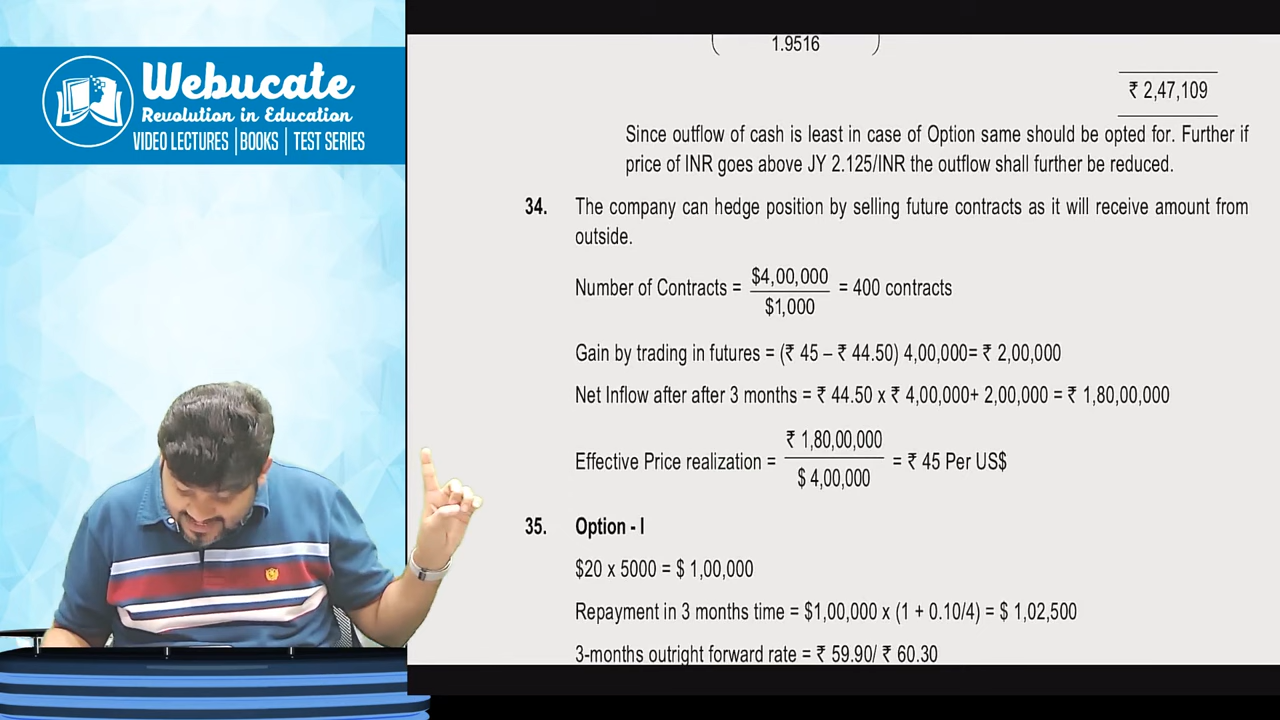 Webucate
Revolution in Education
VIDEO LECTURES | BOOKS | TEST SERIES
1.9516
₹ 2,47,109
Since outflow of cash is least in case of Option same should be opted for. Further if
price of INR goes above JY 2.125/INR the outflow shall further be reduced.
34. The company can hedge position by selling future contracts as it will receive amount from
outside.
Number of Contracts = $4,00,000 / $1,000 = 400 contracts
Gain by trading in futures = (₹ 45 – ₹ 44.50) 4,00,000= ₹ 2,00,000
Net Inflow after after 3 months = ₹ 44.50 x ₹ 4,00,000+ 2,00,000 = ₹ 1,80,00,000
Effective Price realization = ₹ 1,80,00,000 / $ 4,00,000 = ₹ 45 Per US$
35. Option - I
$20 x 5000 = $ 1,00,000
Repayment in 3 months time = $1,00,000 x (1 + 0.10/4) = $ 1,02,500
3-months outright forward rate = ₹ 59.90/ ₹ 60.30